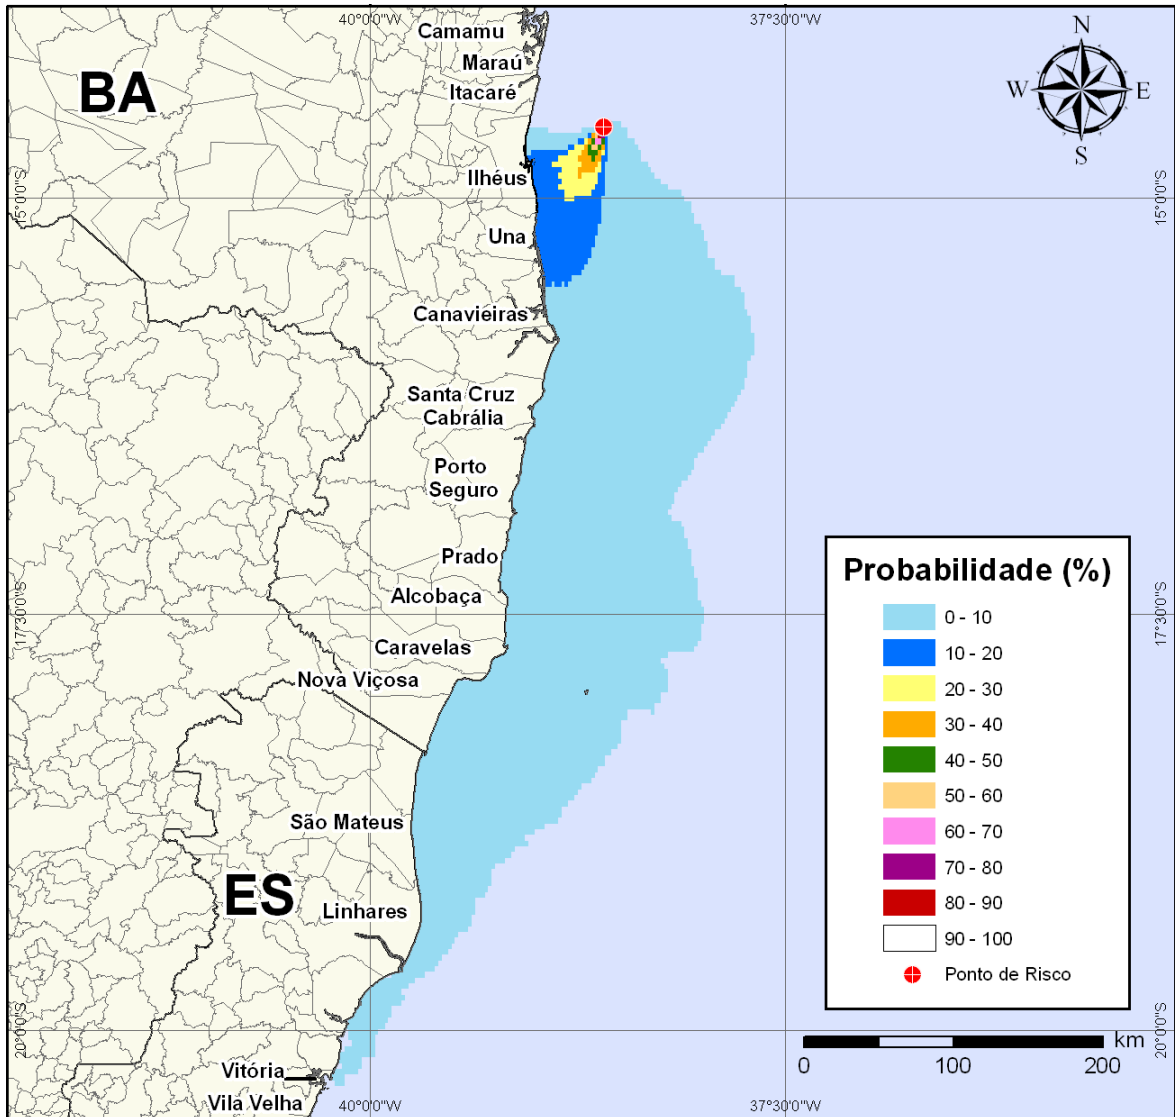 40°0'0"W
37°30'0"W
Camamu
Maraú
Itacaré
BA
N
W
E
S
Ilhéus
15°0'0"S
15°0'0"S
Una
Canaviéiras
Santa Cruz
Cabrália
Porto
Seguro
Prado
Alcobaça
17°30'0"S
17°30'0"S
Caravelas
Nova Viçosa
São Mateus
ES
Linhares
20°0'0"S
20°0'0"S
Vitória
Vila Velha
40°0'0"W
37°30'0"W
Probabilidade (%)
0 - 10
10 - 20
20 - 30
30 - 40
40 - 50
50 - 60
60 - 70
70 - 80
80 - 90
90 - 100
Ponto de Risco
km
0
100
200